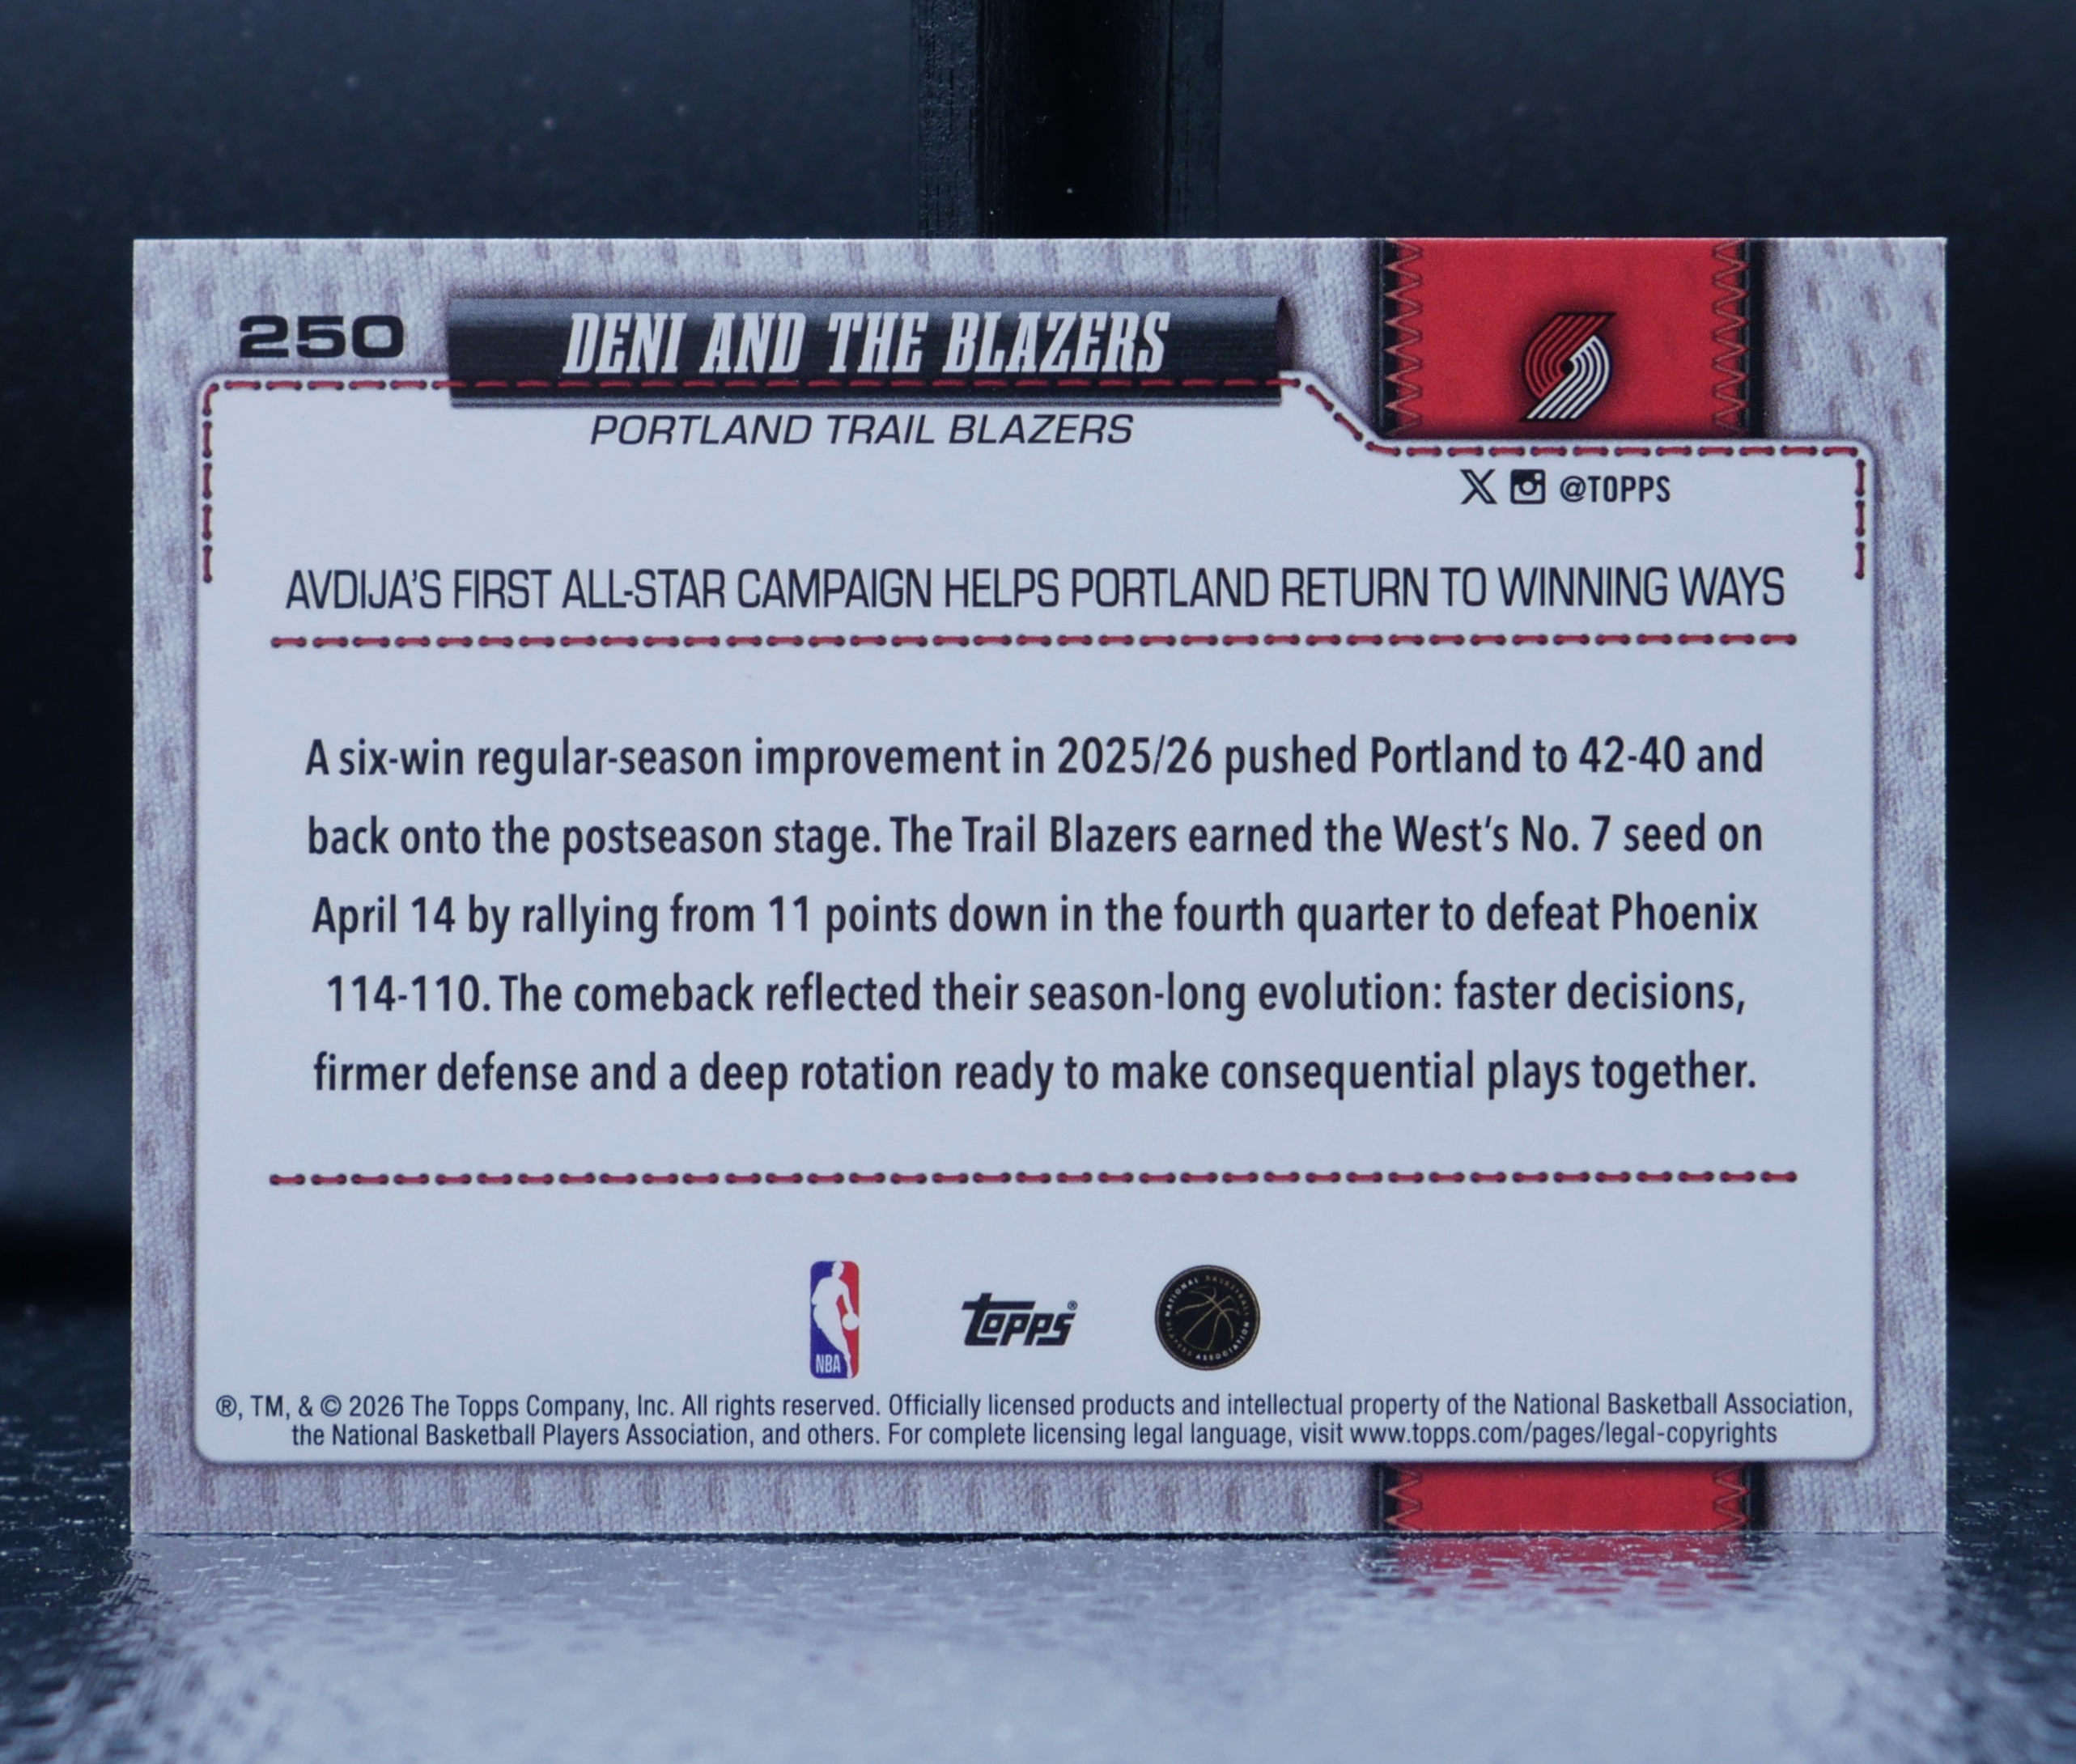 250
DENI AND THE BLAZERS
PORTLAND TRAIL BLAZERS
@TOPPS
AVDIJA'S FIRST ALL-STAR CAMPAIGN HELPS PORTLAND RETURN TO WINNING WAYS
A six-win regular-season improvement in 2025/26 pushed Portland to 42-40 and
back onto the postseason stage. The Trail Blazers earned the West's No. 7 seed on
April 14 by rallying from 11 points down in the fourth quarter to defeat Phoenix
114-110. The comeback reflected their season-long evolution: faster decisions,
firmer defense and a deep rotation ready to make consequential plays together.
NBA
Topps®
NATIONAL BASKETBALL PLAYERS ASSOCIATION
®, TM, & © 2026 The Topps Company, Inc. All rights reserved. Officially licensed products and intellectual property of the National Basketball Association,
the National Basketball Players Association, and others. For complete licensing legal language, visit www.topps.com/pages/legal-copyrights